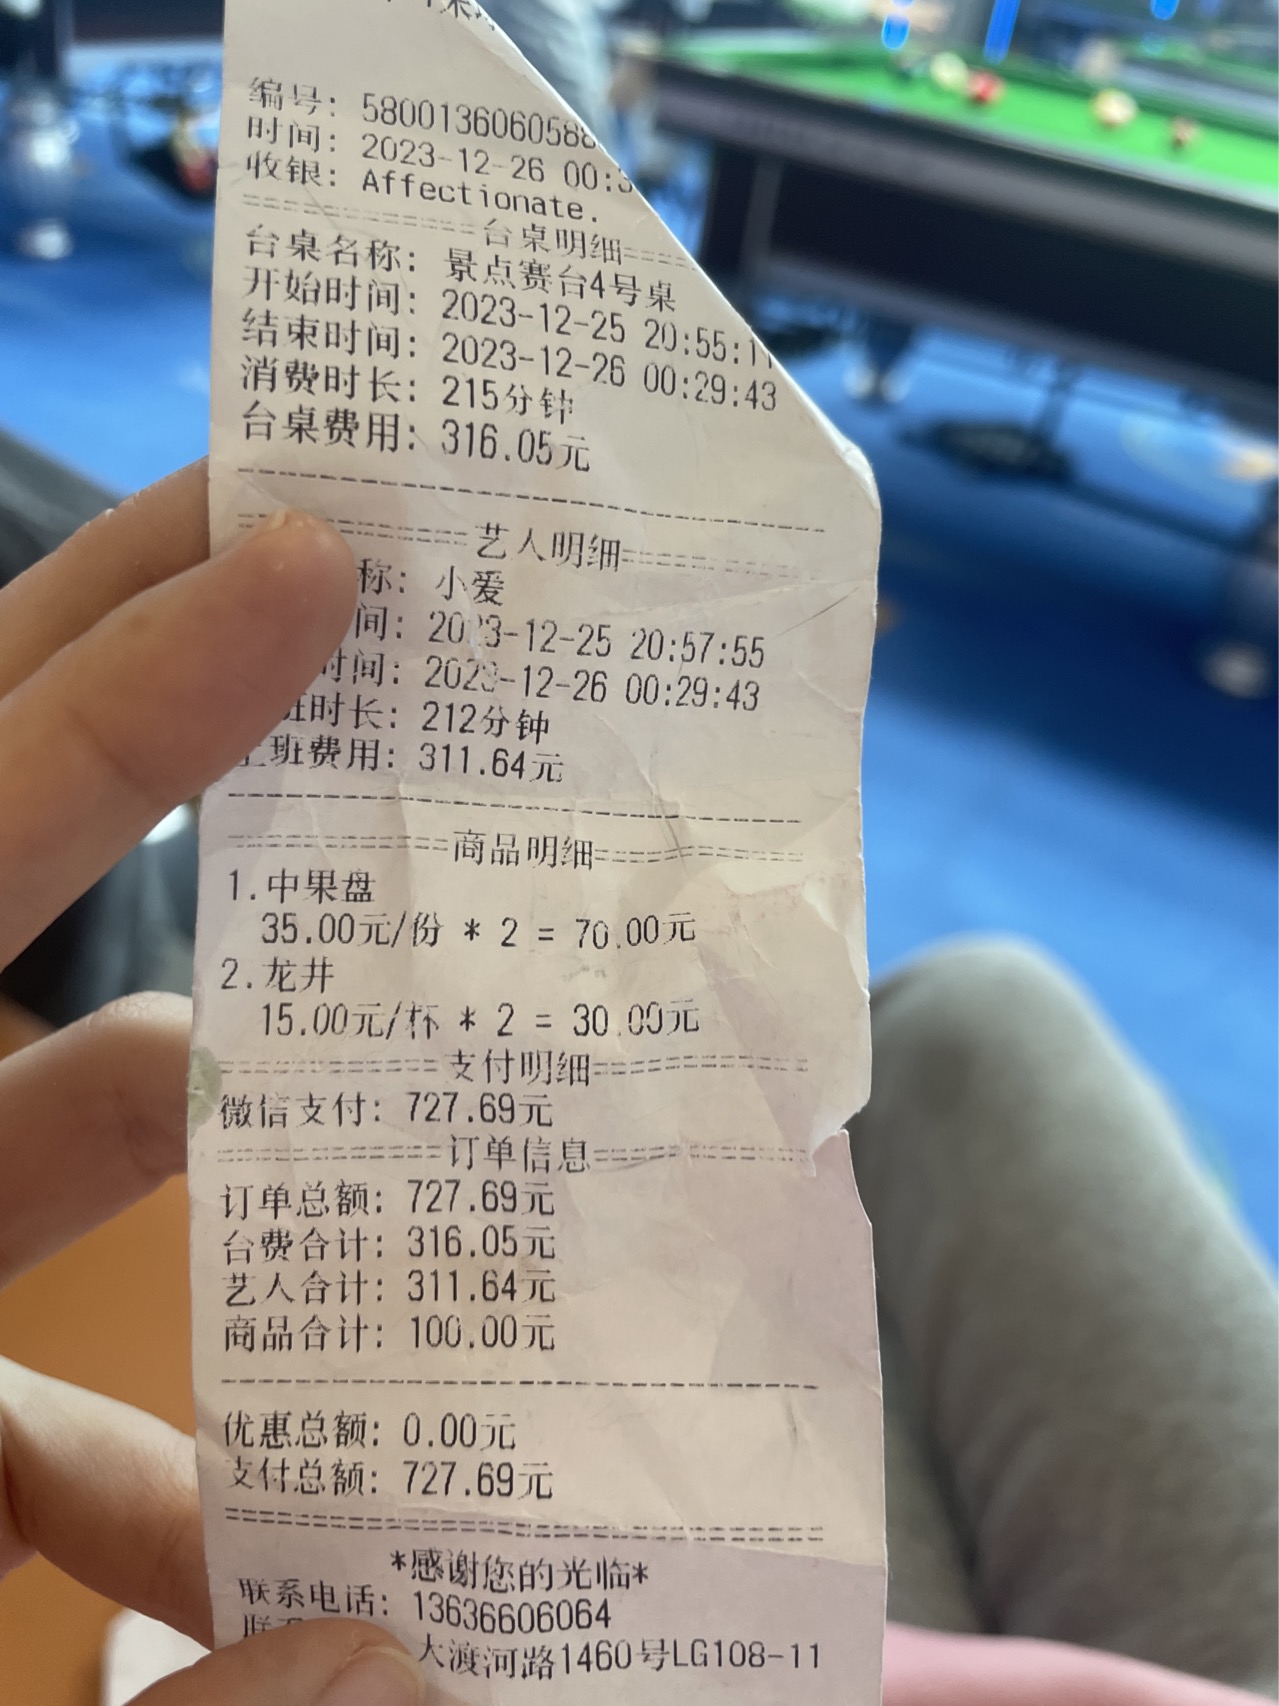 编号: 5800136060588
时间: 2023-12-26 00:3
收银: Affectionate.
台桌明细
台桌名称: 景点赛台4号桌
开始时间: 2023-12-25 20:55:11
结束时间: 2023-12-26 00:29:43
消费时长: 215分钟
台桌费用: 316.05元
艺人明细
称: 小爱
间: 2023-12-25 20:57:55
时间: 2023-12-26 00:29:43
班时长: 212分钟
上班费用: 311.64元
商品明细
1.中果盘
35.00元/份 * 2 = 70.00元
2.龙井
15.00元/杯 * 2 = 30.00元
支付明细
微信支付: 727.69元
订单信息
订单总额: 727.69元
台费合计: 316.05元
艺人合计: 311.64元
商品合计: 100.00元
优惠总额: 0.00元
支付总额: 727.69元
*感谢您的光临*
联系电话: 13636606064
大渡河路1460号LG108-11